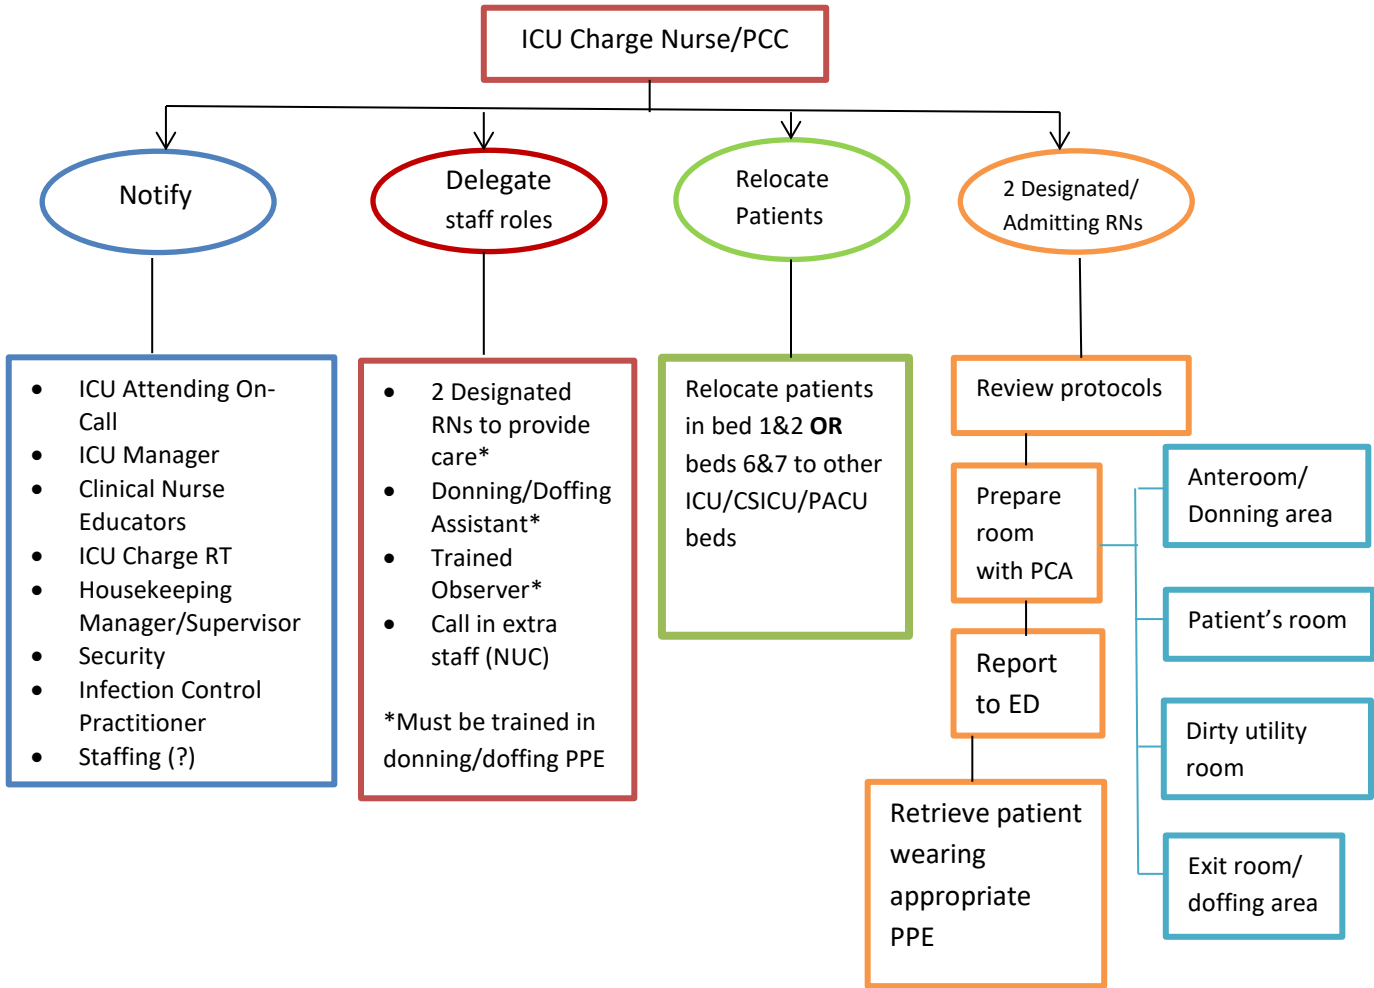 ICU Charge Nurse/PCC
Notify
Delegate
staff roles
Relocate
Patients
2 Designated/
Admitting RNs
• ICU Attending On-
Call
• ICU Manager
• Clinical Nurse
Educators
• ICU Charge RT
• Housekeeping
Manager/Supervisor
• Security
• Infection Control
Practitioner
• Staffing (?)
• 2 Designated
RNs to provide
care*
• Donning/Doffing
Assistant*
• Trained
Observer*
• Call in extra
staff (NUC)
*Must be trained in
donning/doffing PPE
Relocate patients
in bed 1&2 OR
beds 6&7 to other
ICU/CSICU/PACU
beds
Review protocols
Prepare
room
with PCA
Report
to ED
Retrieve patient
wearing
appropriate
PPE
Anteroom/
Donning area
Patient’s room
Dirty utility
room
Exit room/
doffing area